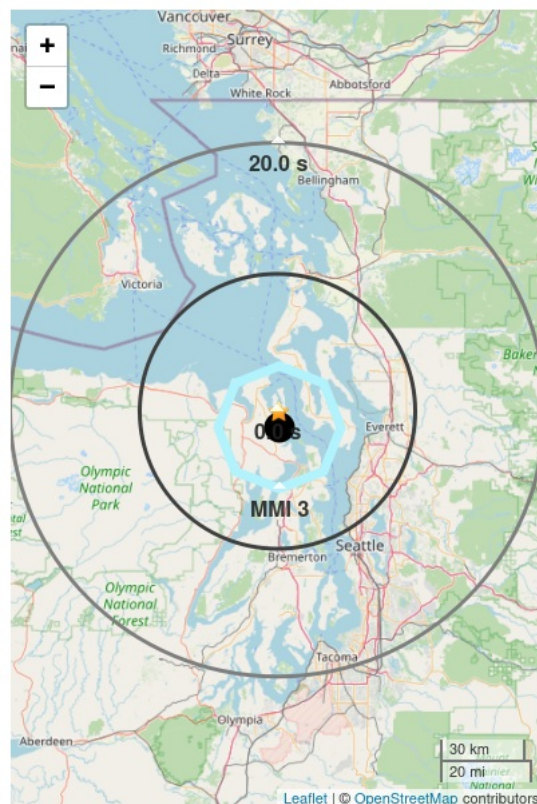 Vancouver
+
Surrey
Richmond
Delta
Abbotsford
−
White Rock
20.0 s
Bellingham
Victoria
0.0 s
Everett
Olympic
National
Park
MMI 3
Seattle
Bremerton
Olympic
National
Forest
Tacoma
Olympia
Aberdeen
30 km
20 mi
Leaflet | © OpenStreetMap contributors